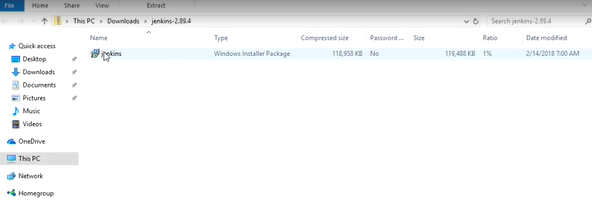 File Home Share View Extract
This PC > Downloads > jenkins-2.89.4 Search jenkins-2.89.4
Name Type Compressed size Password ... Size Ratio Date modified
jenkins Windows Installer Package 118,958 KB No 119,488 KB 1% 2/14/2018 7:00 AM
Quick access
Desktop
Downloads
Documents
Pictures
Music
Videos
OneDrive
This PC
Network
Homegroup